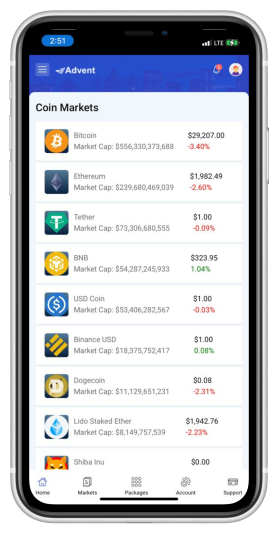 2:51
LTE
Advent
Coin Markets
Bitcoin $29,207.00
Market Cap: $556,330,373,688 -3.40%
Ethereum $1,982.49
Market Cap: $239,680,469,039 -2.60%
Tether $1.00
Market Cap: $73,306,680,555 -0.09%
BNB $323.95
Market Cap: $54,287,245,933 1.04%
USD Coin $1.00
Market Cap: $53,406,282,567 -0.03%
Binance USD $1.00
Market Cap: $18,375,752,417 0.08%
Dogecoin $0.08
Market Cap: $11,129,651,231 -2.31%
Lido Staked Ether $1,942.76
Market Cap: $8,149,757,539 -2.23%
Shiba Inu $0.00
Home Markets Packages Account Support